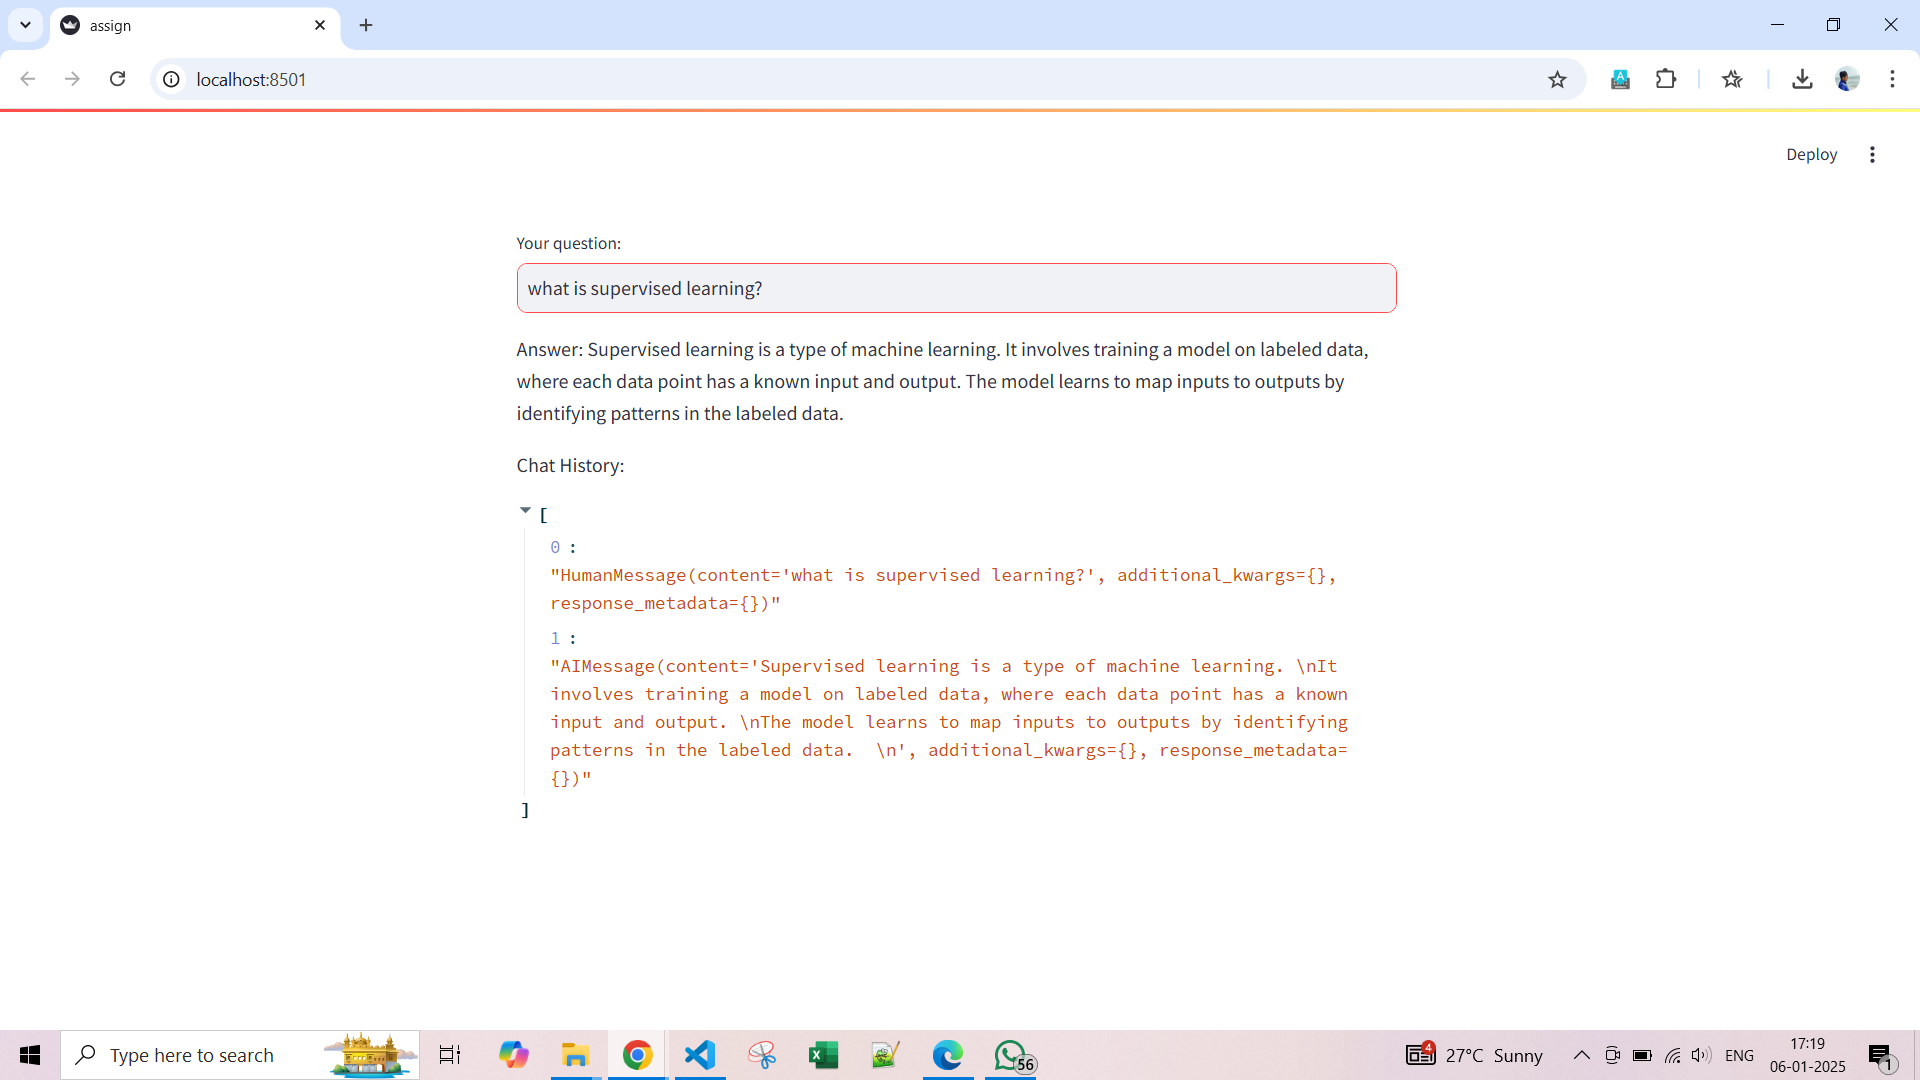 assign
localhost:8501
Deploy
Your question:
what is supervised learning?
Answer: Supervised learning is a type of machine learning. It involves training a model on labeled data,
where each data point has a known input and output. The model learns to map inputs to outputs by
identifying patterns in the labeled data.
Chat History:
[
0 :
"HumanMessage(content='what is supervised learning?', additional_kwargs={},
response_metadata={})"
1 :
"AIMessage(content='Supervised learning is a type of machine learning. \nIt
involves training a model on labeled data, where each data point has a known
input and output. \nThe model learns to map inputs to outputs by identifying
patterns in the labeled data.  \n', additional_kwargs={}, response_metadata=
{})"
]
Type here to search
56
4
27°C Sunny
ENG
17:19
06-01-2025
1